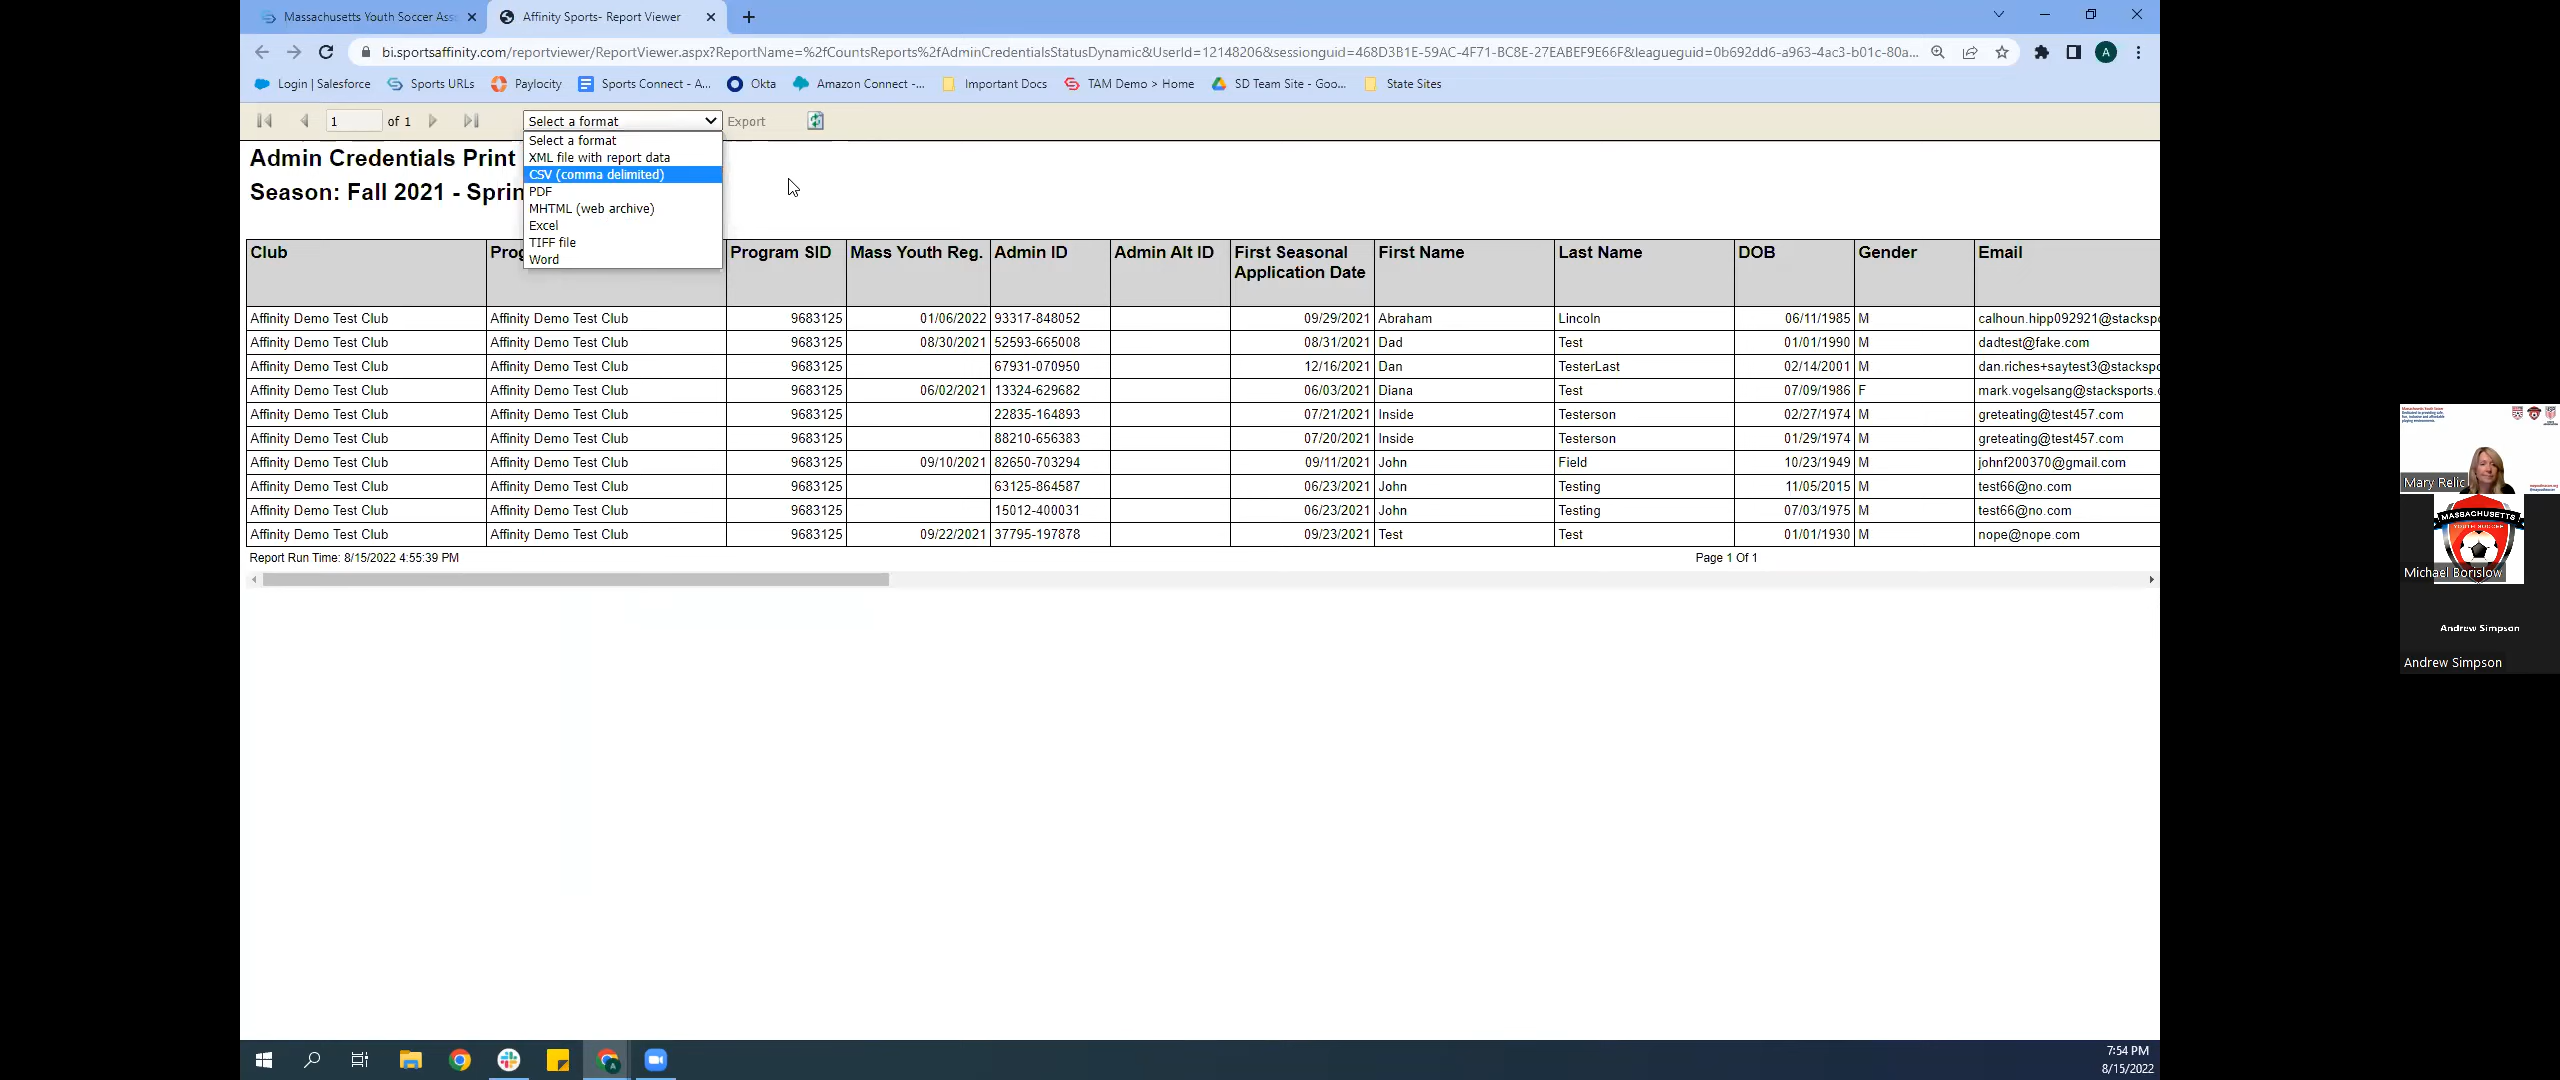 Massachusetts Youth Soccer Ass
Affinity Sports- Report Viewer
bi.sportsaffinity.com/reportviewer/ReportViewer.aspx?ReportName=%2fCountsReports%2fAdminCredentialsStatusDynamic&UserId=12148206&sessionguid=468D3B1E-59AC-4F71-BC8E-27EABEF9E66F&leagueguid=0b692dd6-a963-4ac3-b01c-80a...
A
Login | Salesforce Sports URLs Paylocity Sports Connect - A... Okta Amazon Connect -... Important Docs TAM Demo > Home SD Team Site - Goo... State Sites
1 of 1 Select a format Export
Select a format
XML file with report data
CSV (comma delimited)
PDF
MHTML (web archive)
Excel
TIFF file
Word
Admin Credentials Print
Season: Fall 2021 - Sprin
Club Prog Program SID Mass Youth Reg. Admin ID Admin Alt ID First Seasonal Application Date First Name Last Name DOB Gender Email
Affinity Demo Test Club Affinity Demo Test Club 9683125 01/06/2022 93317-848052 09/29/2021 Abraham Lincoln 06/11/1985 M calhoun.hipp092921@stackspo
Affinity Demo Test Club Affinity Demo Test Club 9683125 08/30/2021 52593-665008 08/31/2021 Dad Test 01/01/1990 M dadtest@fake.com
Affinity Demo Test Club Affinity Demo Test Club 9683125 67931-070950 12/16/2021 Dan TesterLast 02/14/2001 M dan.riches+saytest3@stackspo
Affinity Demo Test Club Affinity Demo Test Club 9683125 06/02/2021 13324-629682 06/03/2021 Diana Test 07/09/1986 F mark.vogelsang@stacksports.
Affinity Demo Test Club Affinity Demo Test Club 9683125 22835-164893 07/21/2021 Inside Testerson 02/27/1974 M greteating@test457.com
Affinity Demo Test Club Affinity Demo Test Club 9683125 88210-656383 07/20/2021 Inside Testerson 01/29/1974 M greteating@test457.com
Affinity Demo Test Club Affinity Demo Test Club 9683125 09/10/2021 82650-703294 09/11/2021 John Field 10/23/1949 M johnf200370@gmail.com
Affinity Demo Test Club Affinity Demo Test Club 9683125 63125-864587 06/23/2021 John Testing 11/05/2015 M test66@no.com
Affinity Demo Test Club Affinity Demo Test Club 9683125 15012-400031 06/23/2021 John Testing 07/03/1975 M test66@no.com
Affinity Demo Test Club Affinity Demo Test Club 9683125 09/22/2021 37795-197878 09/23/2021 Test Test 01/01/1930 M nope@nope.com
Report Run Time: 8/15/2022 4:55:39 PM Page 1 Of 1
Mary Relic
MASSACHUSETTS
YOUTH SOCCER
Michael Borislow
Andrew Simpson
Andrew Simpson
7:54 PM
8/15/2022